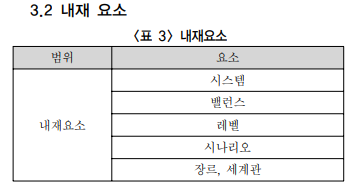 3.2 내재 요소
〈표 3〉 내재요소
범위 요소
시스템
밸런스
내재요소 레벨
시나리오
장르, 세계관